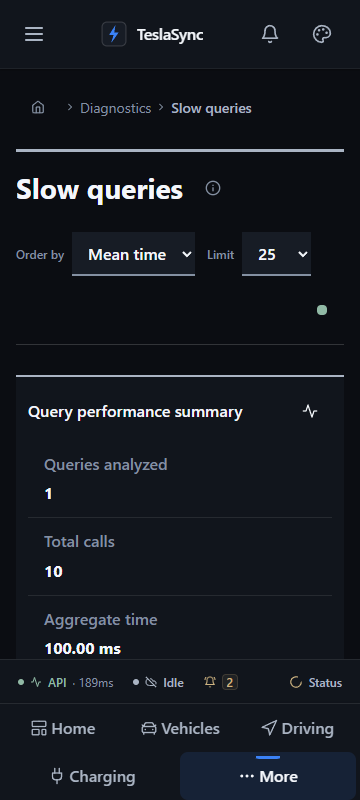 TeslaSync
Diagnostics Slow queries
Slow queries
Order by Mean time Limit 25
Query performance summary
Queries analyzed
1
Total calls
10
Aggregate time
100.00 ms
API · 189ms Idle 2 Status
Home Vehicles Driving
Charging More